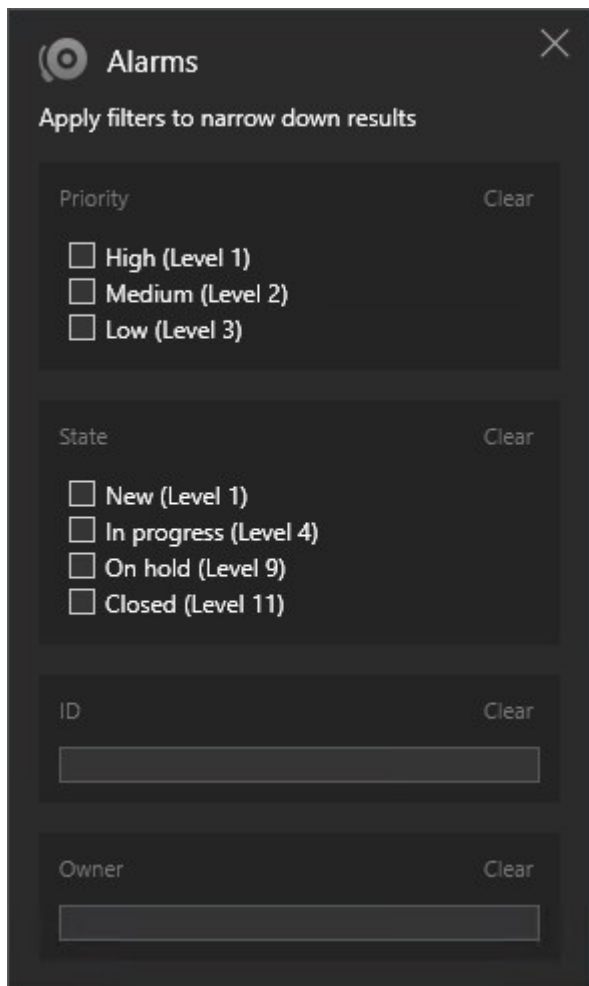 Alarms
Apply filters to narrow down results
Priority Clear
High (Level 1)
Medium (Level 2)
Low (Level 3)
State Clear
New (Level 1)
In progress (Level 4)
On hold (Level 9)
Closed (Level 11)
ID Clear
Owner Clear